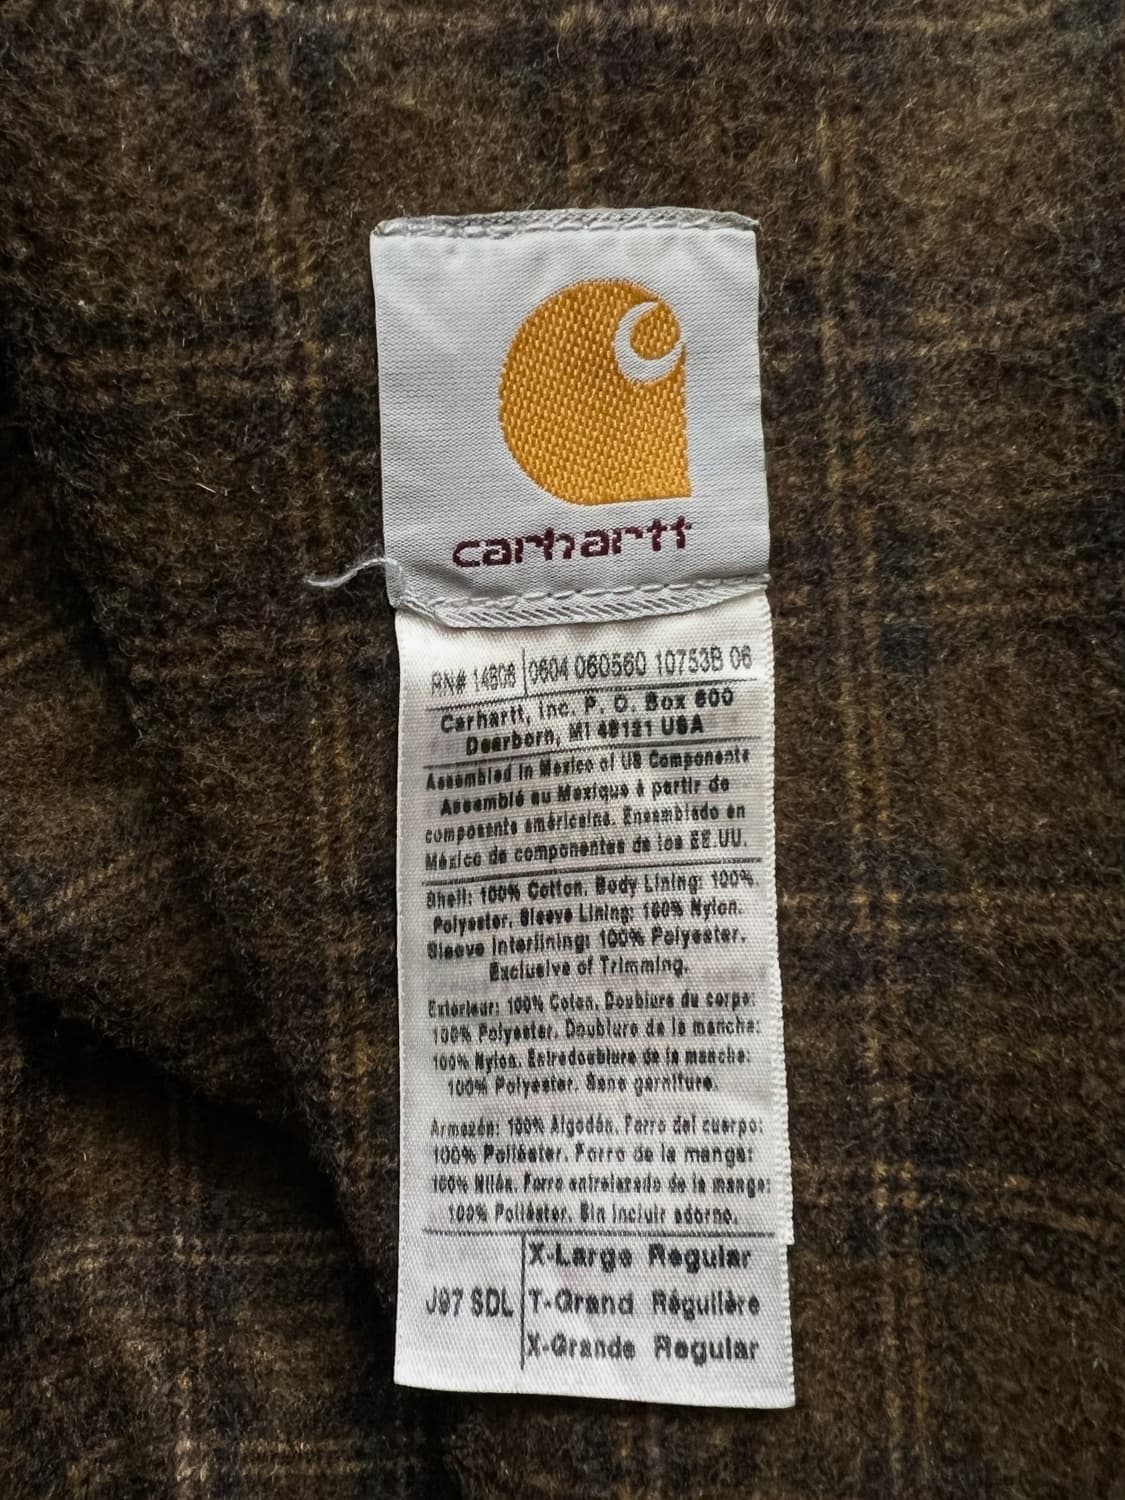 carhartt
RN# 14806 0604 060560 10753B 06
Carhartt, Inc. P. O. Box 600
Dearborn, MI 48121 USA
Assembled in Mexico of US Components
Assemblé au Mexique à partir de
composants américains. Ensamblado en
México de componentes de los EE.UU.
Shell: 100% Cotton. Body Lining: 100%
Polyester. Sleeve Lining: 100% Nylon.
Sleeve Interlining: 100% Polyester.
Exclusive of Trimming.
Extérieur: 100% Coton. Doublure du corps:
100% Polyester. Doublure de la manche:
100% Nylon. Entredoublure de la manche:
100% Polyester. Sans garniture.
Armazón: 100% Algodón. Forro del cuerpo:
100% Poliéster. Forro de la manga:
100% Nilón. Forro entrelazado de la manga:
100% Poliéster. Sin incluir adorno.
X-Large Regular
J97 SDL T-Grand Régulière
X-Grande Regular